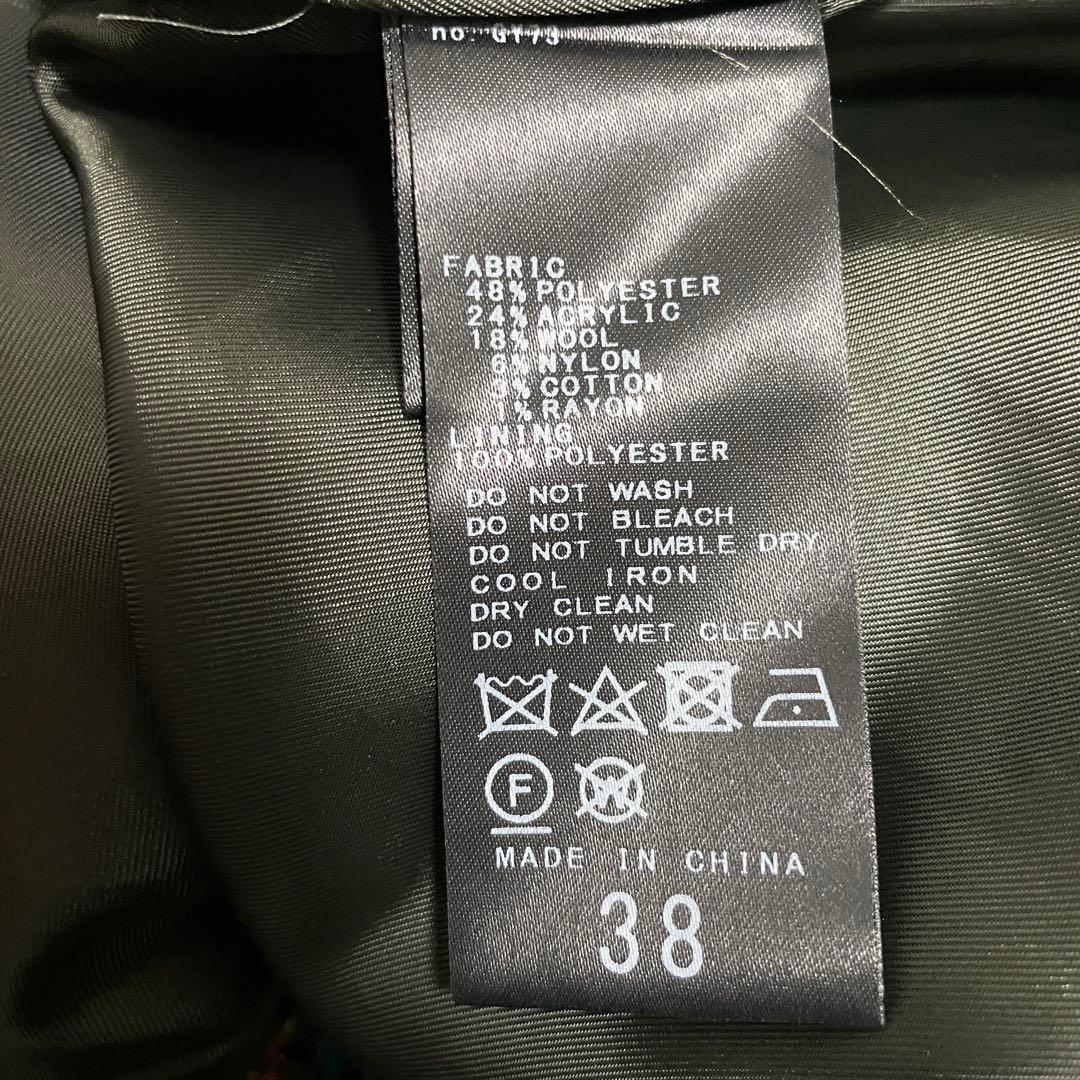 no. GY73
FABRIC
48% POLYESTER
24% ACRYLIC
18% WOOL
6% NYLON
3% COTTON
1% RAYON
LINING
100% POLYESTER
DO NOT WASH
DO NOT BLEACH
DO NOT TUMBLE DRY
COOL IRON
DRY CLEAN
DO NOT WET CLEAN
F W
MADE IN CHINA
38